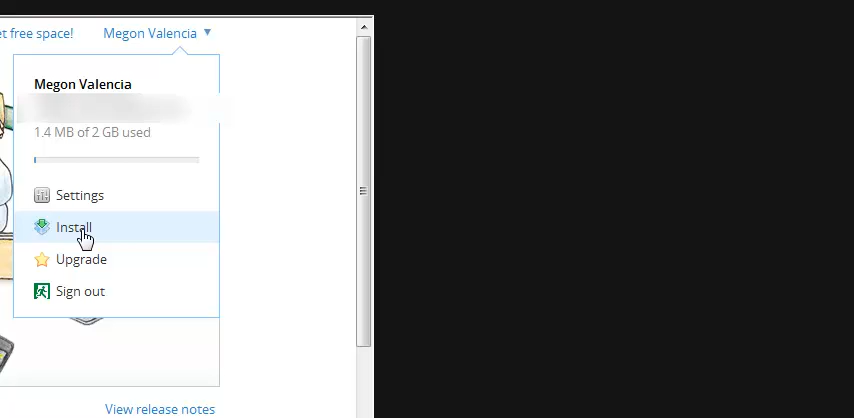 et free space!
Megon Valencia
Megon Valencia
1.4 MB of 2 GB used
Settings
Install
Upgrade
Sign out
View release notes